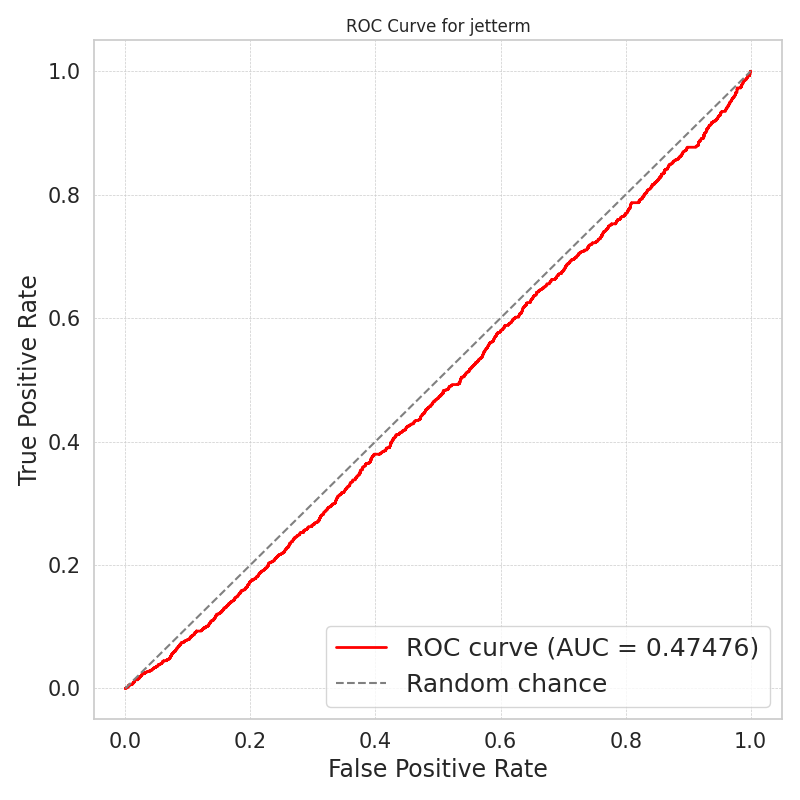 ROC Curve for jetterm
True Positive Rate
1.0
0.8
0.6
0.4
0.2
0.0
ROC curve (AUC = 0.47476)
Random chance
0.0 0.2 0.4 0.6 0.8 1.0
False Positive Rate